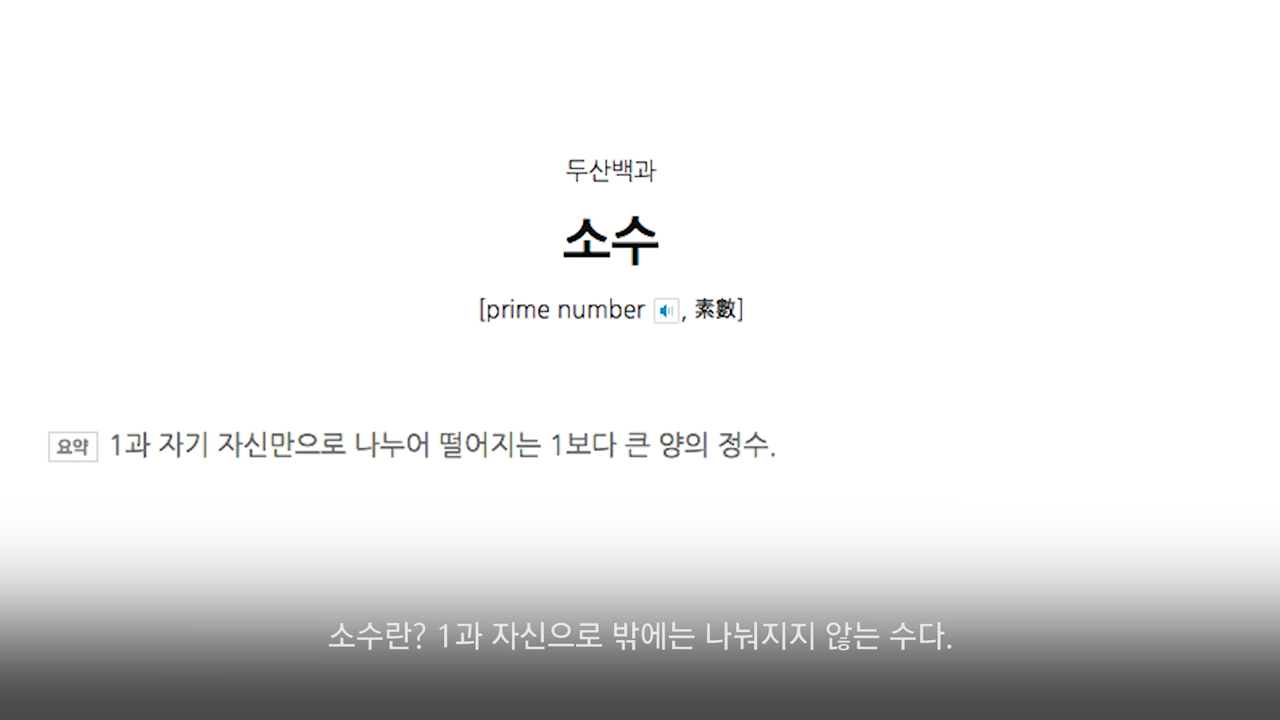 두산백과
소수
[prime number , 素數]
요약 1과 자기 자신만으로 나누어 떨어지는 1보다 큰 양의 정수.
소수란? 1과 자신으로 밖에는 나눠지지 않는 수다.